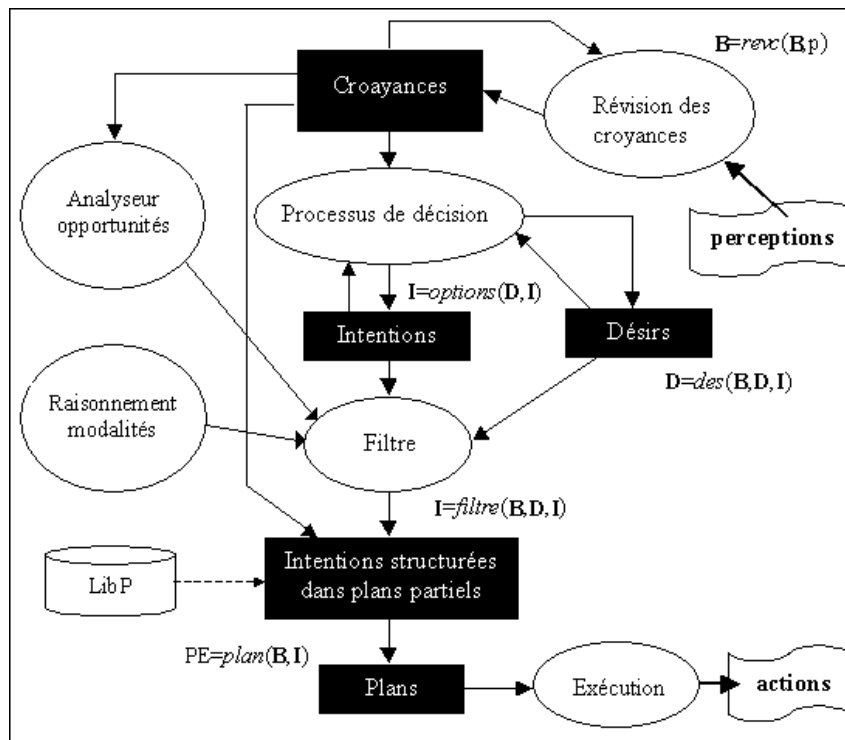 B=revc(B,p)
Croayances
Révision des
croyances
Analyseur
opportunités
Processus de décision
perceptions
I=options(D,I)
Intentions
Désirs
D=des(B,D,I)
Raisonnement
modalités
Filtre
I=filtre(B,D,I)
Intentions structurées
dans plans partiels
LibP
PE=plan(B,I)
Plans
Exécution
actions